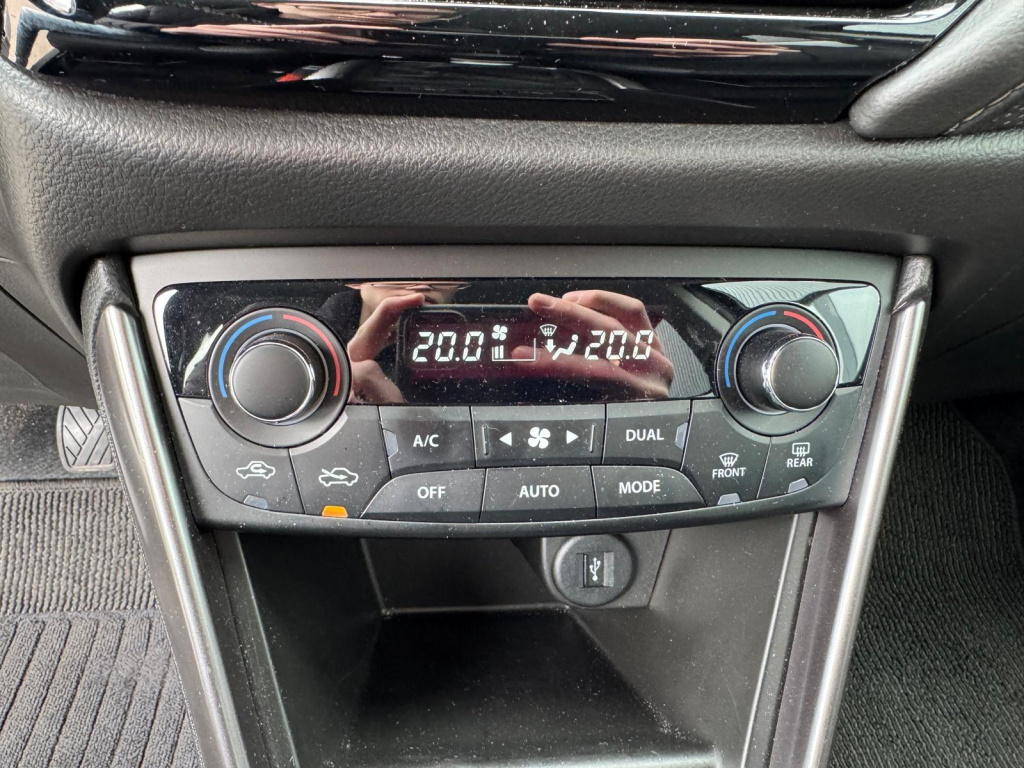 20.0 20.0
A/C
DUAL
FRONT
REAR
OFF
AUTO
MODE